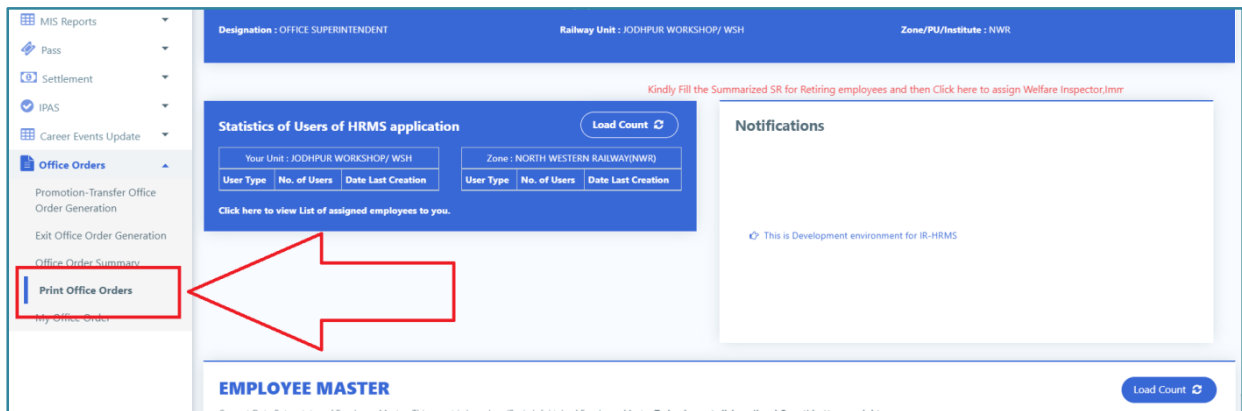 MIS Reports
Pass
Settlement
IPAS
Career Events Update
Office Orders
Promotion-Transfer Office
Order Generation
Exit Office Order Generation
Office Order Summary
Print Office Orders
My Office Order
Designation : OFFICE SUPERINTENDENT Railway Unit : JODHPUR WORKSHOP/ WSH Zone/PU/Institute : NWR
Kindly Fill the Summarized SR for Retiring employees and then Click here to assign Welfare Inspector,Imm
Statistics of Users of HRMS application Load Count
Your Unit : JODHPUR WORKSHOP/ WSH Zone : NORTH WESTERN RAILWAY(NWR)
User Type No. of Users Date Last Creation User Type No. of Users Date Last Creation
Click here to view List of assigned employees to you.
Notifications
This is Development environment for IR-HRMS
EMPLOYEE MASTER Load Count